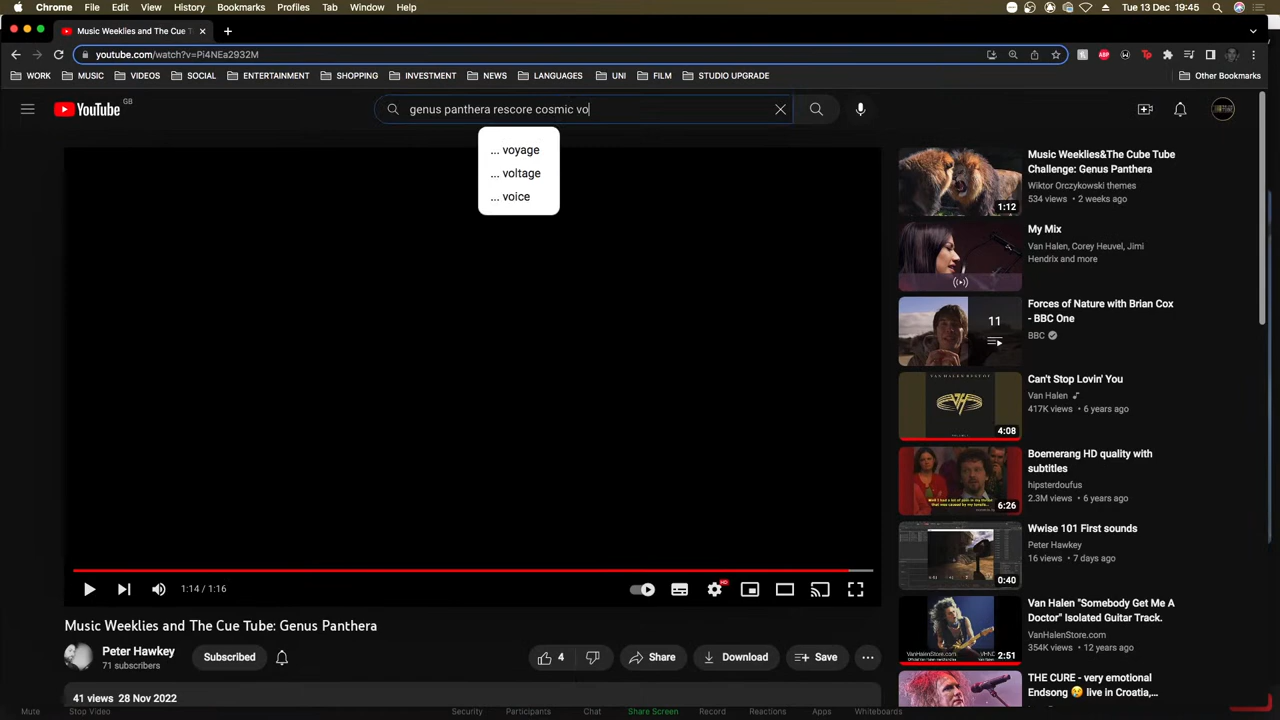 Chrome File Edit View History Bookmarks Profiles Tab Window Help
Tue 13 Dec 19:45
Music Weeklies and The Cue T
youtube.com/watch?v=Pi4NEa2932M
WORK MUSIC VIDEOS SOCIAL ENTERTAINMENT SHOPPING INVESTMENT NEWS LANGUAGES UNI FILM STUDIO UPGRADE Other Bookmarks
YouTube GB
genus panthera rescore cosmic vo
... voyage
... voltage
... voice
Music Weeklies&The Cube Tube
Challenge: Genus Panthera
Wiktor Orczykowski themes
534 views • 2 weeks ago
1:12
My Mix
Van Halen, Corey Heuvel, Jimi
Hendrix and more
Forces of Nature with Brian Cox
- BBC One
BBC
11
Can't Stop Lovin' You
Van Halen
417K views • 6 years ago
VAN HALEN BEST OF
4:08
Boomerang HD quality with
subtitles
hipsterdoufus
2.3M views • 6 years ago
6:26
Wwise 101 First sounds
Peter Hawkey
16 views • 7 days ago
0:40
Van Halen "Somebody Get Me A
Doctor" Isolated Guitar Track.
VanHalenStore.com
354K views • 12 years ago
VanHalenStore.com
2:51
THE CURE - very emotional
Endsong 🥺 live in Croatia,...
1:14 / 1:16
HD
Music Weeklies and The Cue Tube: Genus Panthera
Peter Hawkey
71 subscribers
Subscribed
4
Share
Download
Save
41 views 28 Nov 2022
Mute Stop Video Security Participants Chat Share Screen Record Reactions Apps Whiteboards